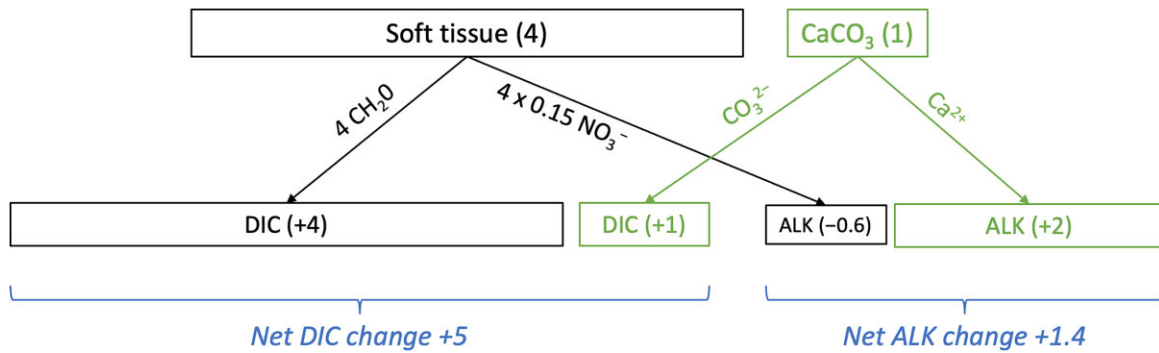 Soft tissue (4)
CaCO₃ (1)
4 CH₂0
4 x 0.15 NO₃⁻
CO₃²⁻
Ca²⁺
DIC (+4)
DIC (+1)
ALK (−0.6)
ALK (+2)
Net DIC change +5
Net ALK change +1.4